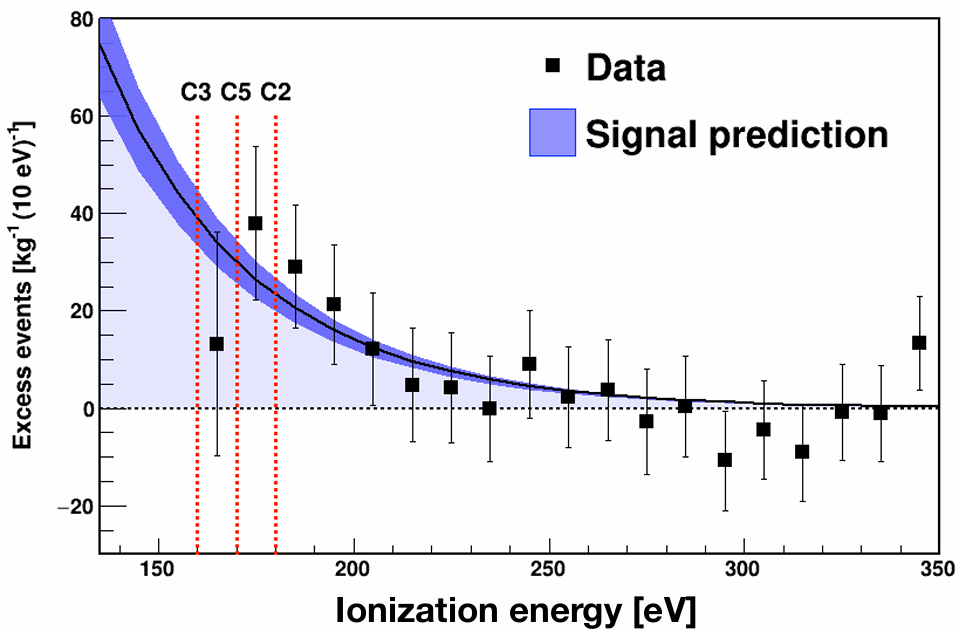 80
60
40
20
0
−20
C3 C5 C2
Data
Signal prediction
Excess events [kg⁻¹ (10 eV)⁻¹]
150 200 250 300 350
Ionization energy [eV]